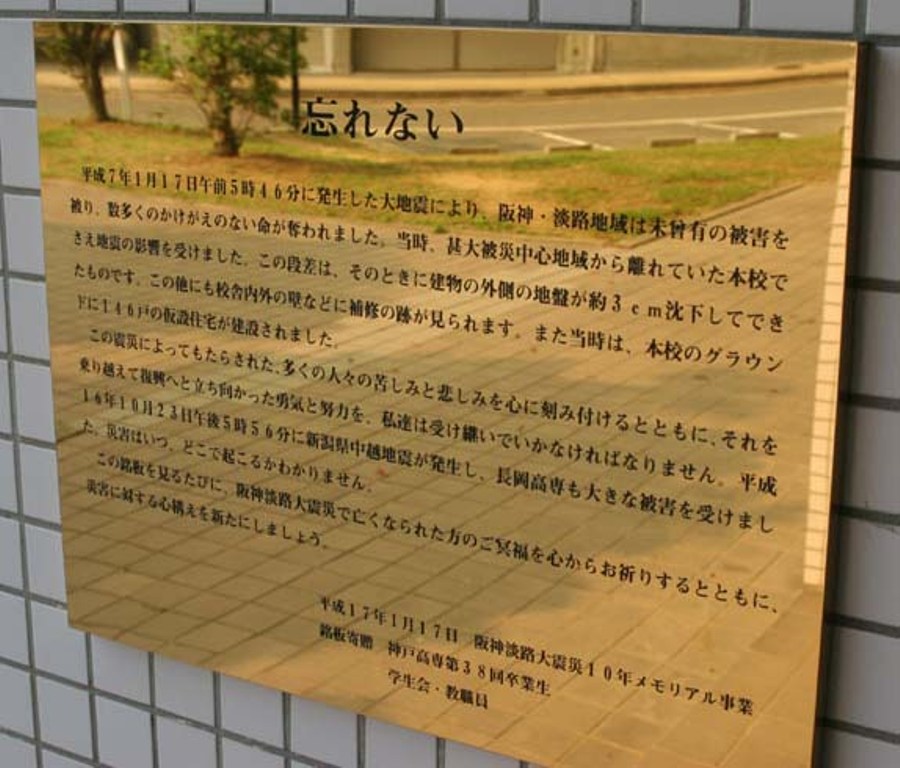 忘れない
平成7年1月17日午前5時46分に発生した大地震により、阪神・淡路地域は未曾有の被害を
被り、数多くのかけがえのない命が奪われました。当時、甚大被災中心地域から離れていた本校で
さえ地震の影響を受けました。この段差は、そのときに建物の外側の地盤が約3cm沈下してでき
たものです。この他にも校舎内外の壁などに補修の跡が見られます。また当時は、本校のグラウン
ドに146戸の仮設住宅が建設されました。
この震災によってもたらされた、多くの人々の苦しみと悲しみを心に刻み付けるとともに、それを
乗り越えて復興へと立ち向かった勇気と努力を、私達は受け継いでいかなければなりません。平成
16年10月23日午後5時56分に新潟県中越地震が発生し、長岡高専も大きな被害を受けまし
た。災害はいつ、どこで起こるかわかりません。
この銘板を見るたびに、阪神淡路大震災で亡くなられた方のご冥福を心からお祈りするとともに、
災害に対する心構えを新たにしましょう。
平成17年1月17日 阪神淡路大震災10年メモリアル事業
銘板寄贈 神戸高専第38回卒業生
学生会・教職員